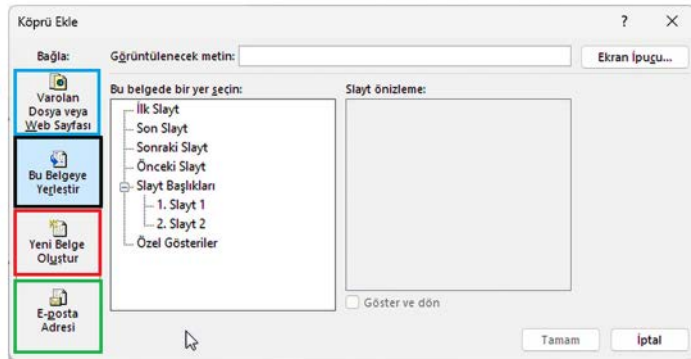 Köprü Ekle
?
Bağla:
Görüntülenecek metin:
Ekran İpucu...
Varolan
Dosya veya
Web Sayfası
Bu Belgeye
Yerleştir
Yeni Belge
Oluştur
E-posta
Adresi
Bu belgede bir yer seçin:
İlk Slayt
Son Slayt
Sonraki Slayt
Önceki Slayt
Slayt Başlıkları
1. Slayt 1
2. Slayt 2
Özel Gösteriler
Slayt önizleme:
Göster ve dön
Tamam
İptal